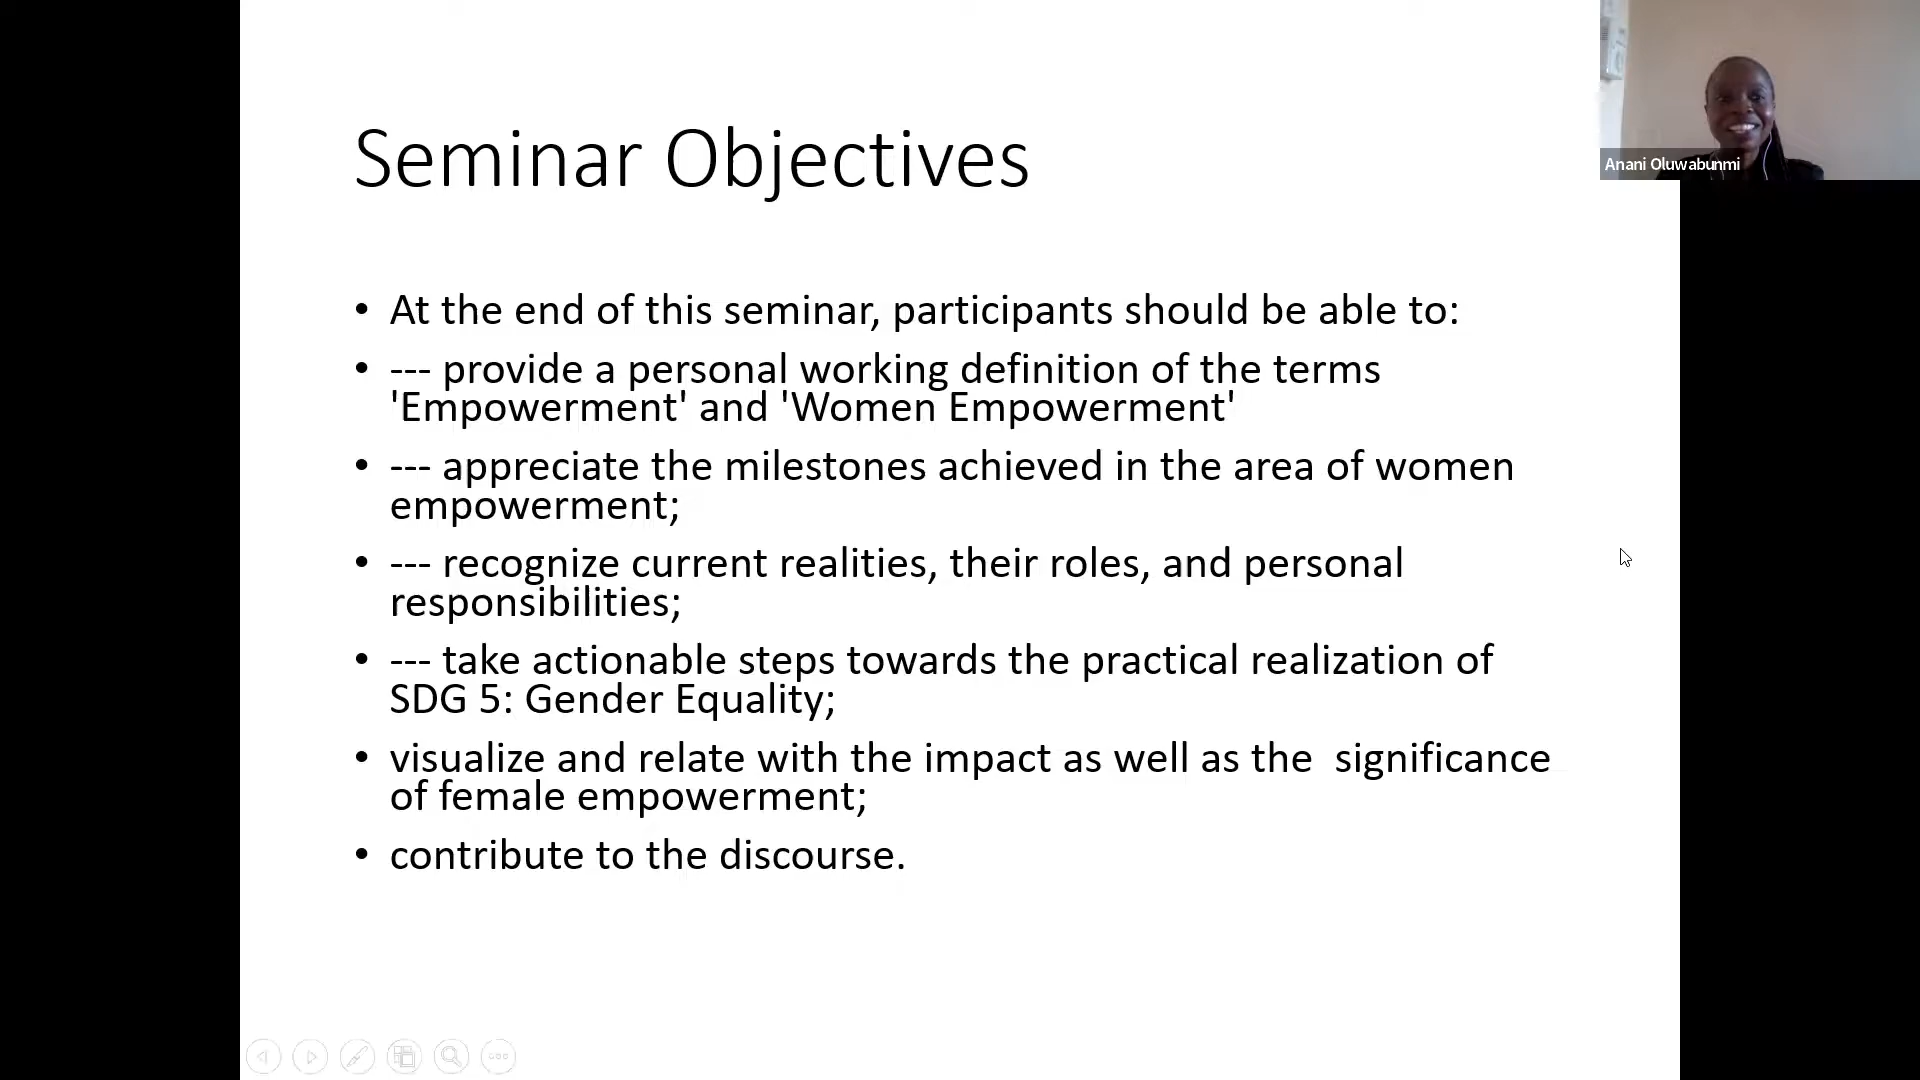 Seminar Objectives
Anani Oluwabunmi
• At the end of this seminar, participants should be able to:
• --- provide a personal working definition of the terms
'Empowerment' and 'Women Empowerment'
• --- appreciate the milestones achieved in the area of women
empowerment;
• --- recognize current realities, their roles, and personal
responsibilities;
• --- take actionable steps towards the practical realization of
SDG 5: Gender Equality;
• visualize and relate with the impact as well as the  significance
of female empowerment;
• contribute to the discourse.